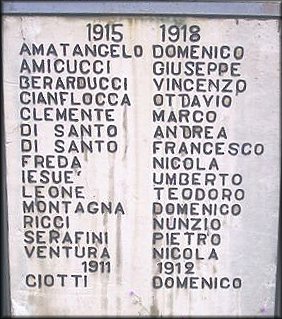 1915 1918
AMATANGELO DOMENICO
AMICUCCI GIUSEPPE
BERARDUCCI VINCENZO
CIANFLOCCA OTTAVIO
CLEMENTE MARCO
DI SANTO ANDREA
DI SANTO FRANCESCO
FREDA NICOLA
IESUE' UMBERTO
LEONE TEODORO
MONTAGNA DOMENICO
RICCI NUNZIO
SERAFINI PIETRO
VENTURA NICOLA
1911 1912
CIOTTI DOMENICO